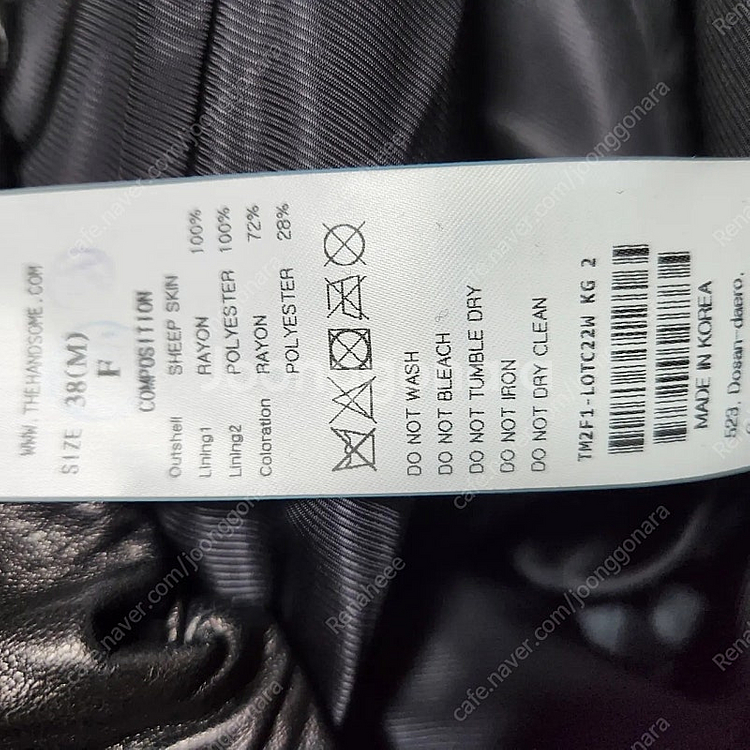 WWW.THEHANDSOME.COM
SIZE 38(M)
F
COMPOSITION
Outshell SHEEP SKIN
Lining1 RAYON 100%
Lining2 POLYESTER 100%
Coloration RAYON 72%
POLYESTER 28%
DO NOT WASH
DO NOT BLEACH
DO NOT TUMBLE DRY
DO NOT IRON
DO NOT DRY CLEAN
TM2F1-LOTC22W KG 2
MADE IN KOREA
523, Dosan-daero,
Joonggonara
cafe.naver.com/joonggonara
Renaheee